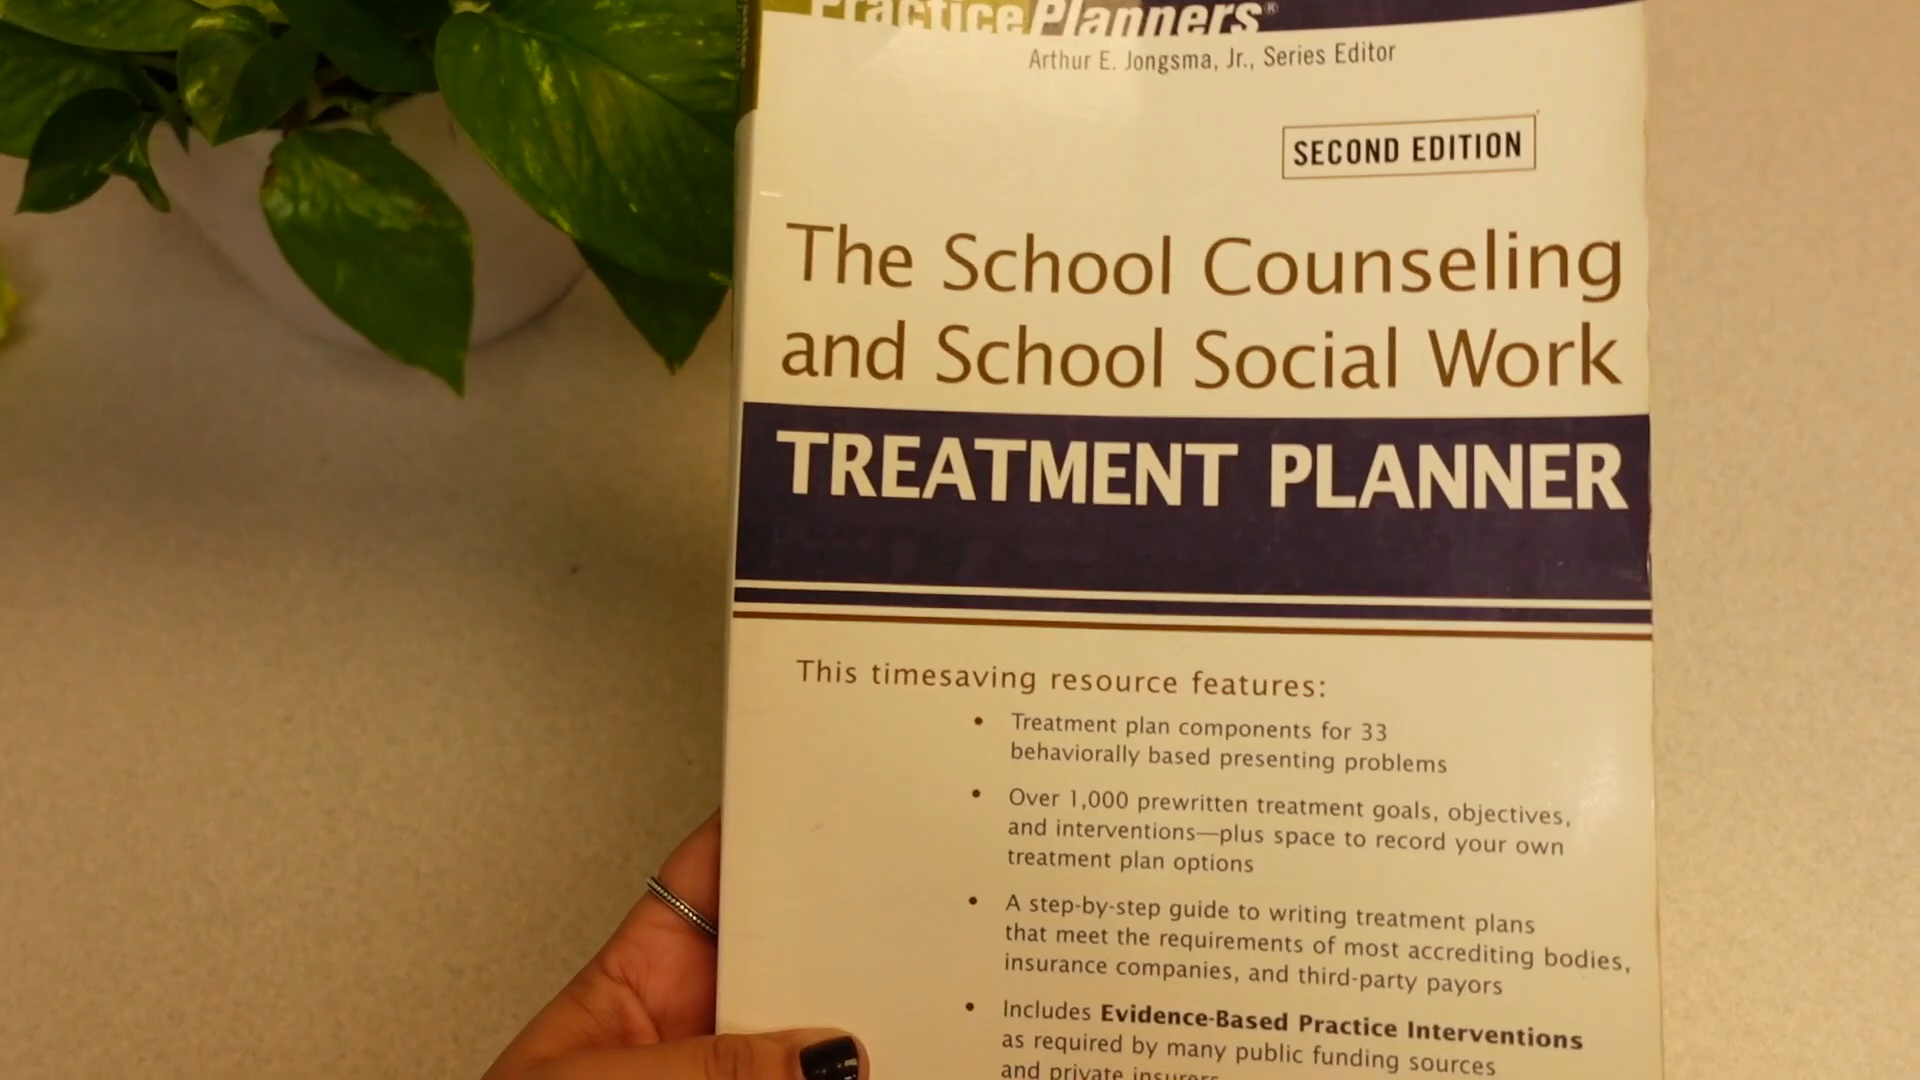 PracticePlanners®
Arthur E. Jongsma, Jr., Series Editor
SECOND EDITION
The School Counseling
and School Social Work
TREATMENT PLANNER
This timesaving resource features:
• Treatment plan components for 33
behaviorally based presenting problems
• Over 1,000 prewritten treatment goals, objectives,
and interventions—plus space to record your own
treatment plan options
• A step-by-step guide to writing treatment plans
that meet the requirements of most accrediting bodies,
insurance companies, and third-party payors
• Includes Evidence-Based Practice Interventions
as required by many public funding sources
and private insurers